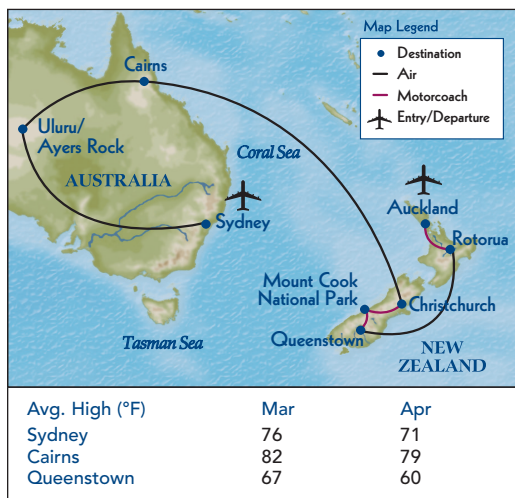 Map Legend
Destination
Air
Motorcoach
Entry/Departure
Cairns
Uluru/
Ayers Rock
Coral Sea
AUSTRALIA
Sydney
Auckland
Rotorua
Mount Cook
National Park
Christchurch
Queenstown
Tasman Sea
NEW
ZEALAND
Avg. High (°F) Mar Apr
Sydney 76 71
Cairns 82 79
Queenstown 67 60